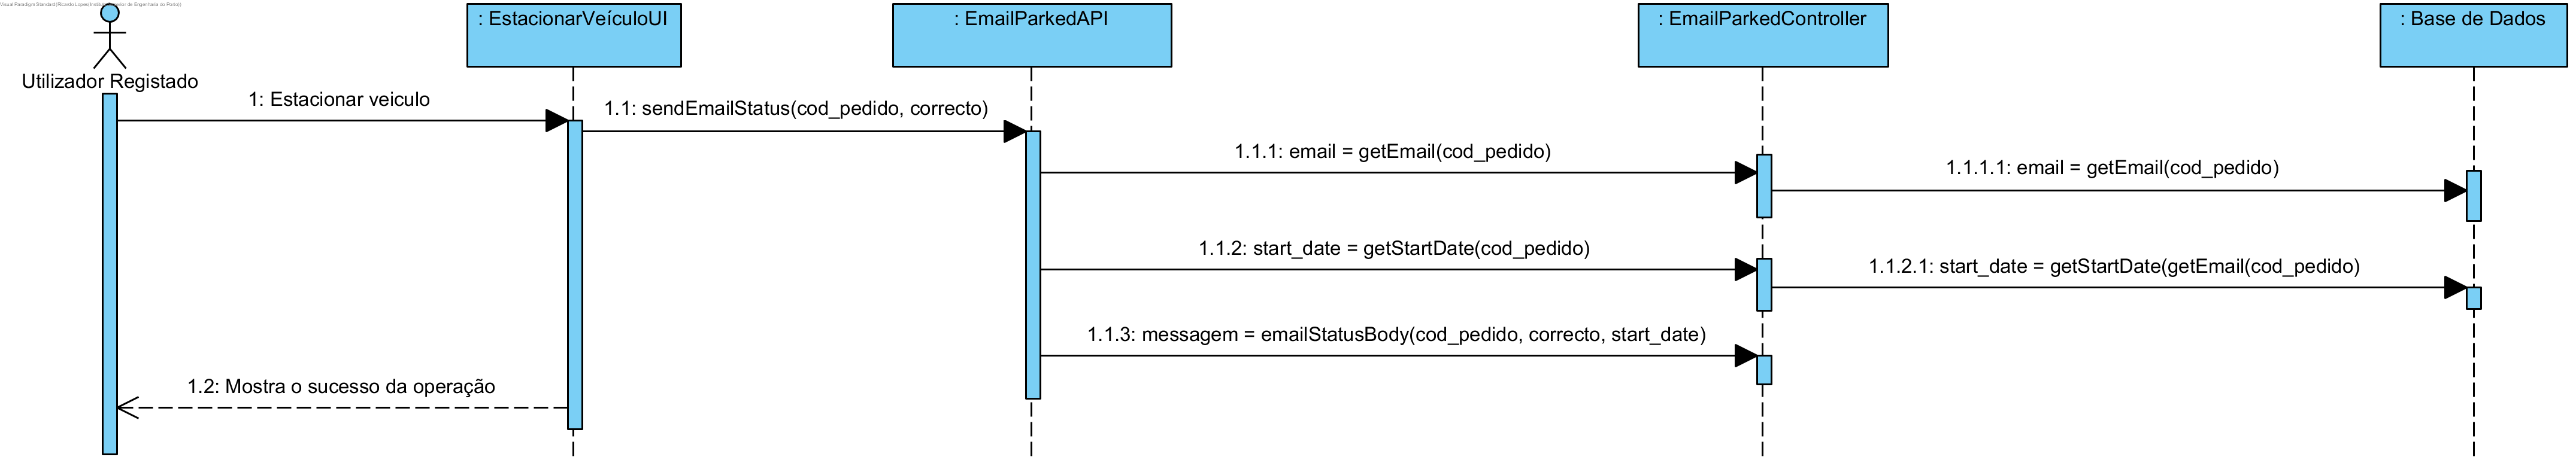 Visual Paradigm Standard(Ricardo Lopes(Instituto Superior de Engenharia do Porto))
: EstacionarVeículoUI
: EmailParkedAPI
: EmailParkedController
: Base de Dados
Utilizador Registado
1: Estacionar veiculo
1.1: sendEmailStatus(cod_pedido, correcto)
1.1.1: email = getEmail(cod_pedido)
1.1.1.1: email = getEmail(cod_pedido)
1.1.2: start_date = getStartDate(cod_pedido)
1.1.2.1: start_date = getStartDate(getEmail(cod_pedido)
1.1.3: messagem = emailStatusBody(cod_pedido, correcto, start_date)
1.2: Mostra o sucesso da operação